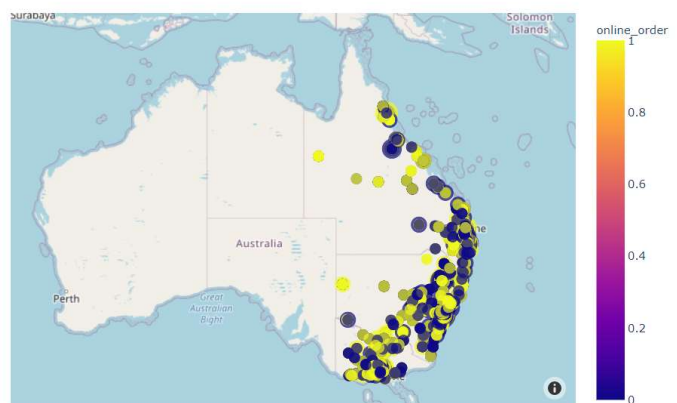 Surabaya
Solomon
Islands
online_order
1
0.8
Australia
0.6
0.4
Perth
Great
Australian
Bight
0.2
0